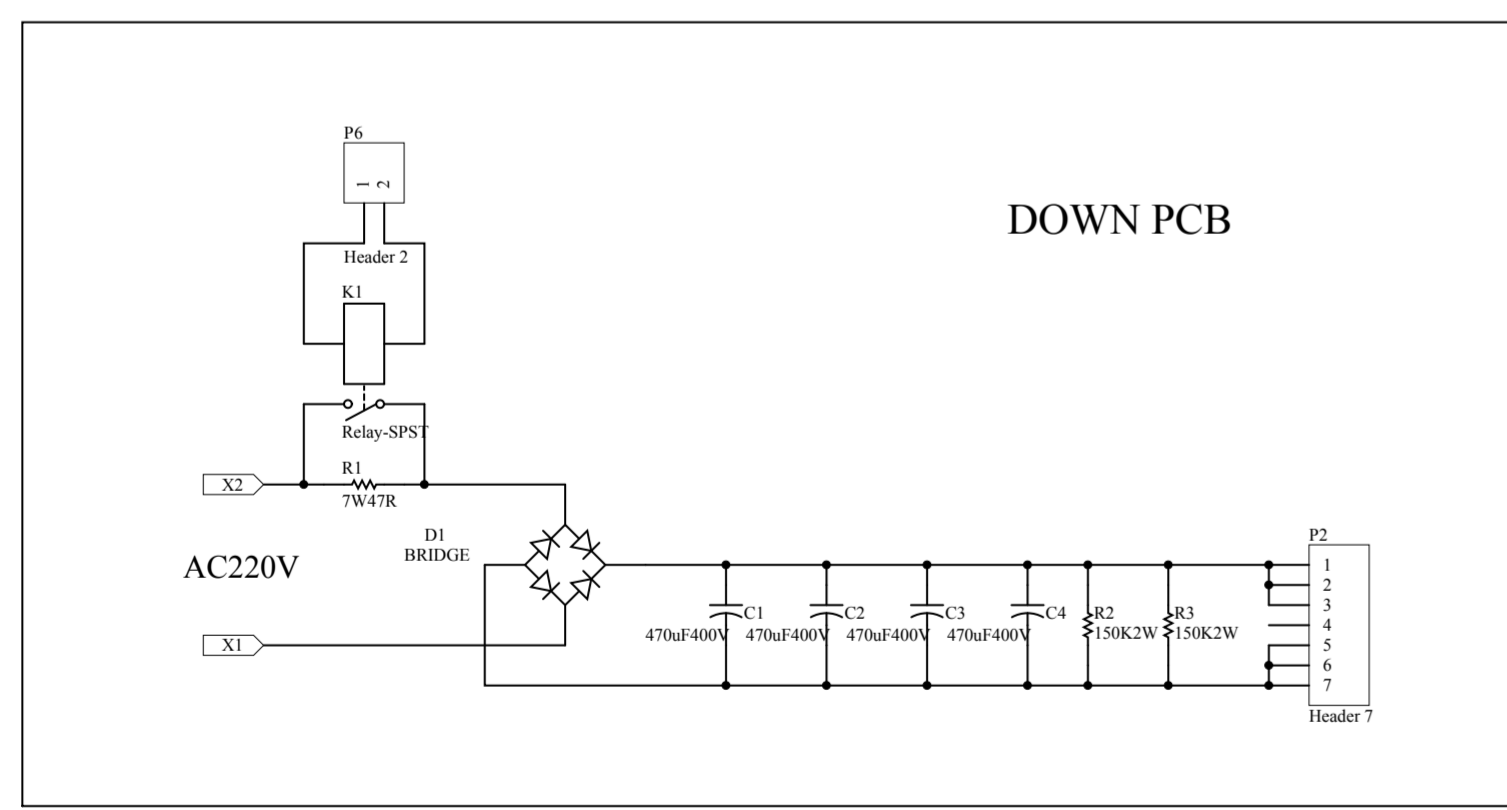 P6
1
2
Header 2
DOWN PCB
K1
Relay-SPST
X2
R1
7W47R
D1
BRIDGE
AC220V
X1
C1
470uF400V
C2
470uF400V
C3
470uF400V
C4
470uF400V
R2
150K2W
R3
150K2W
P2
1
2
3
4
5
6
7
Header 7